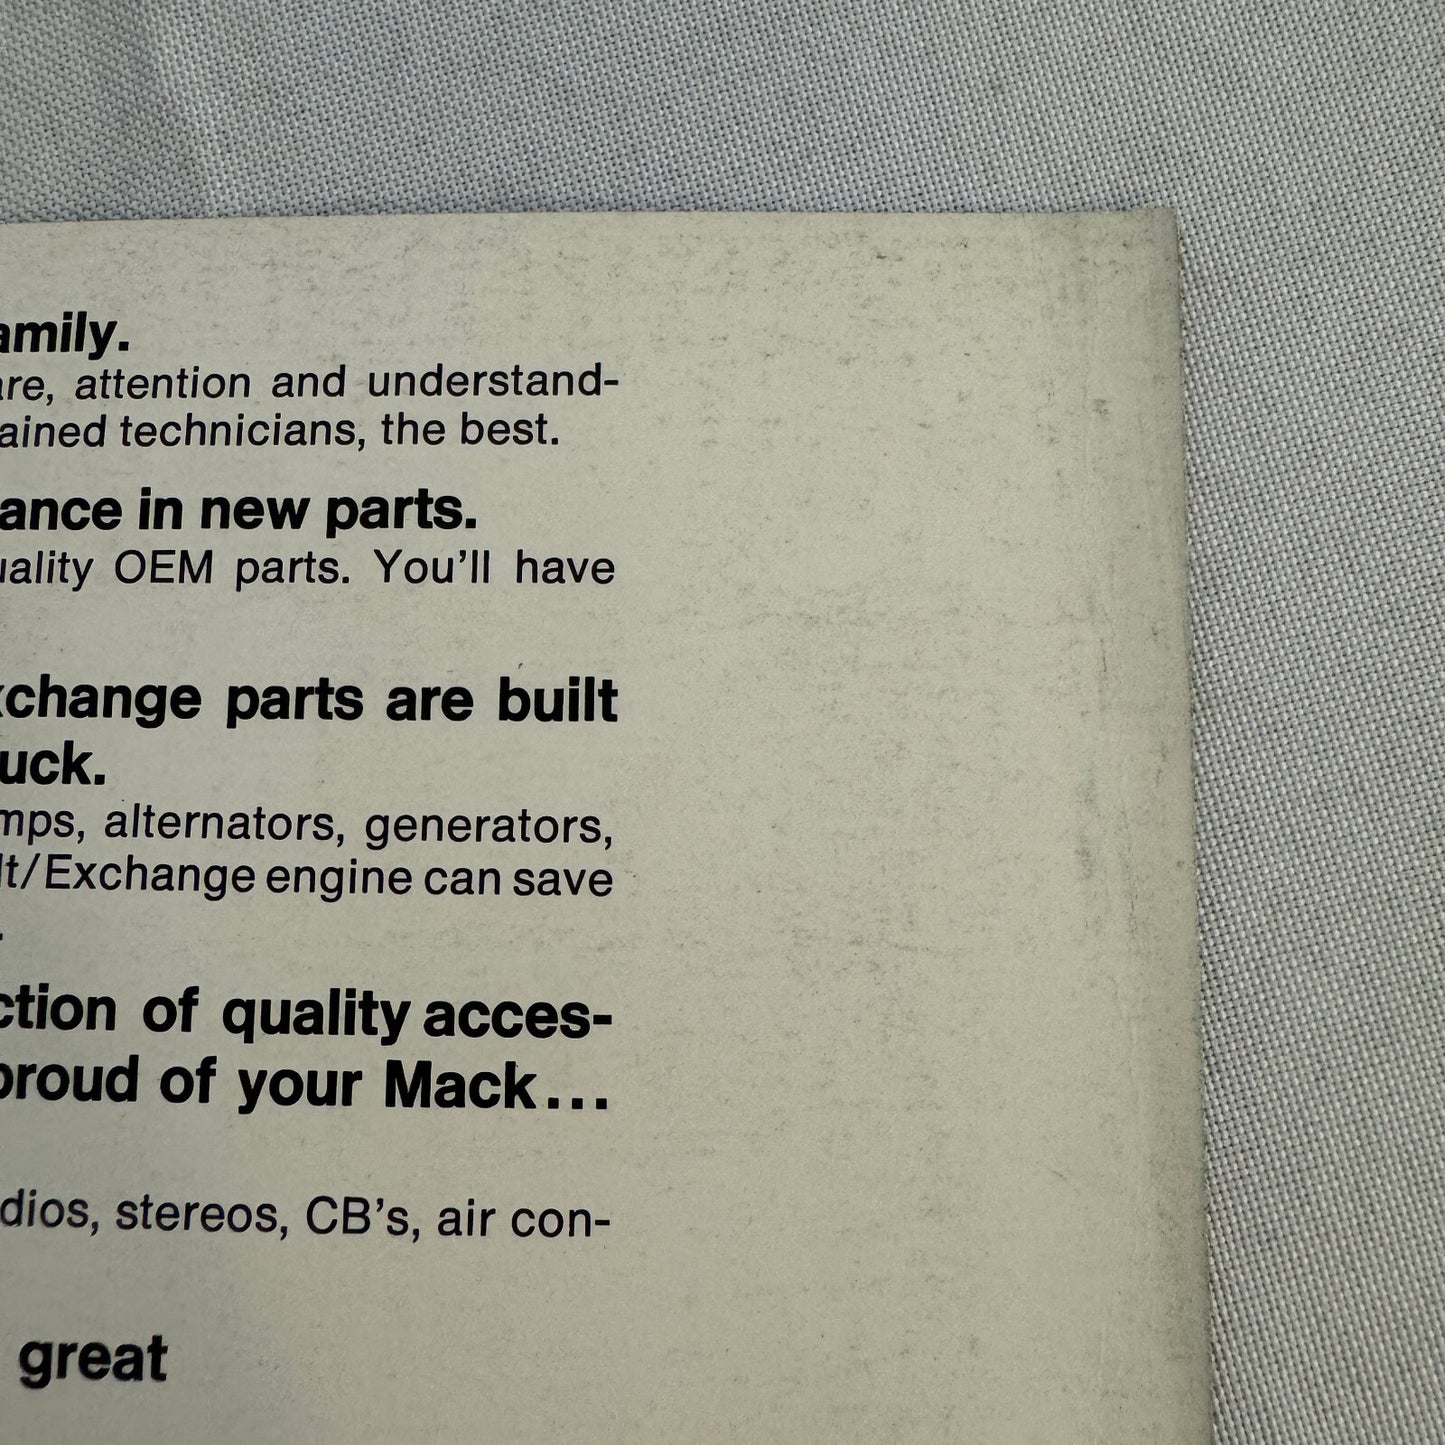 amily.
are, attention and understand-
ained technicians, the best.
ance in new parts.
uality OEM parts. You'll have
xchange parts are built
uck.
mps, alternators, generators,
lt/Exchange engine can save
.
ction of quality acces-
proud of your Mack...
dios, stereos, CB's, air con-
great